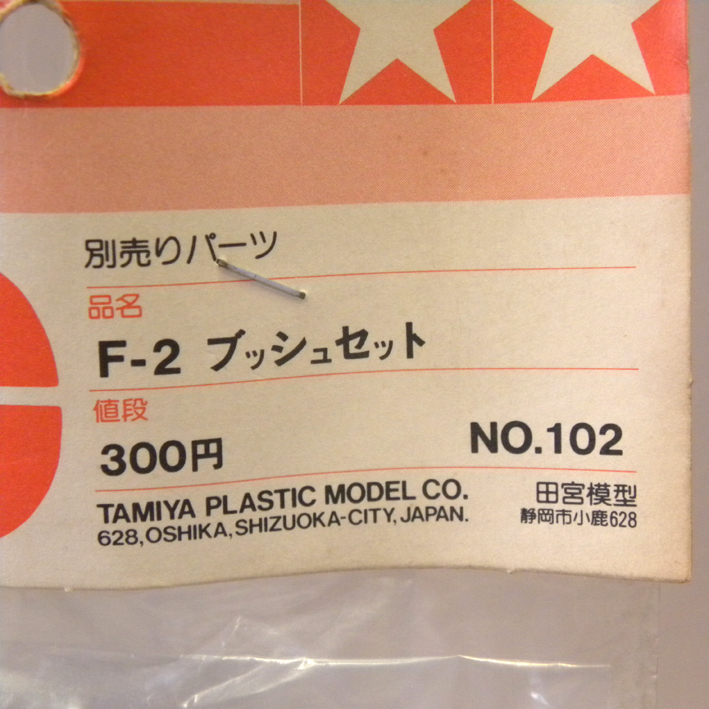 別売りパーツ
品名
F-2 ブッシュセット
値段
300円
NO.102
TAMIYA PLASTIC MODEL CO.
628, OSHIKA, SHIZUOKA-CITY, JAPAN.
田宮模型
静岡市小鹿628